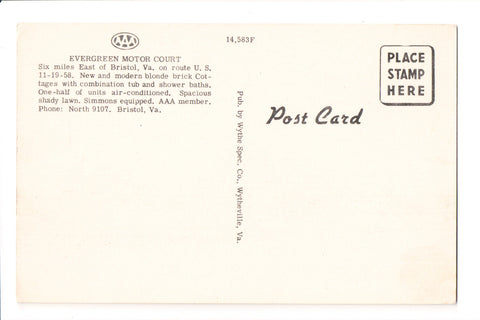 AAA
14,583F
EVERGREEN MOTOR COURT
Six miles East of Bristol, Va. on route U. S.
11-19-58. New and modern blonde brick Cot-
tages with combination tub and shower baths.
One-half of units air-conditioned. Spacious
shady lawn. Simmons equipped. AAA member.
Phone: North 9107. Bristol, Va.
Pub. by Wythe Spec. Co., Wytheville, Va.
Post Card
PLACE
STAMP
HERE